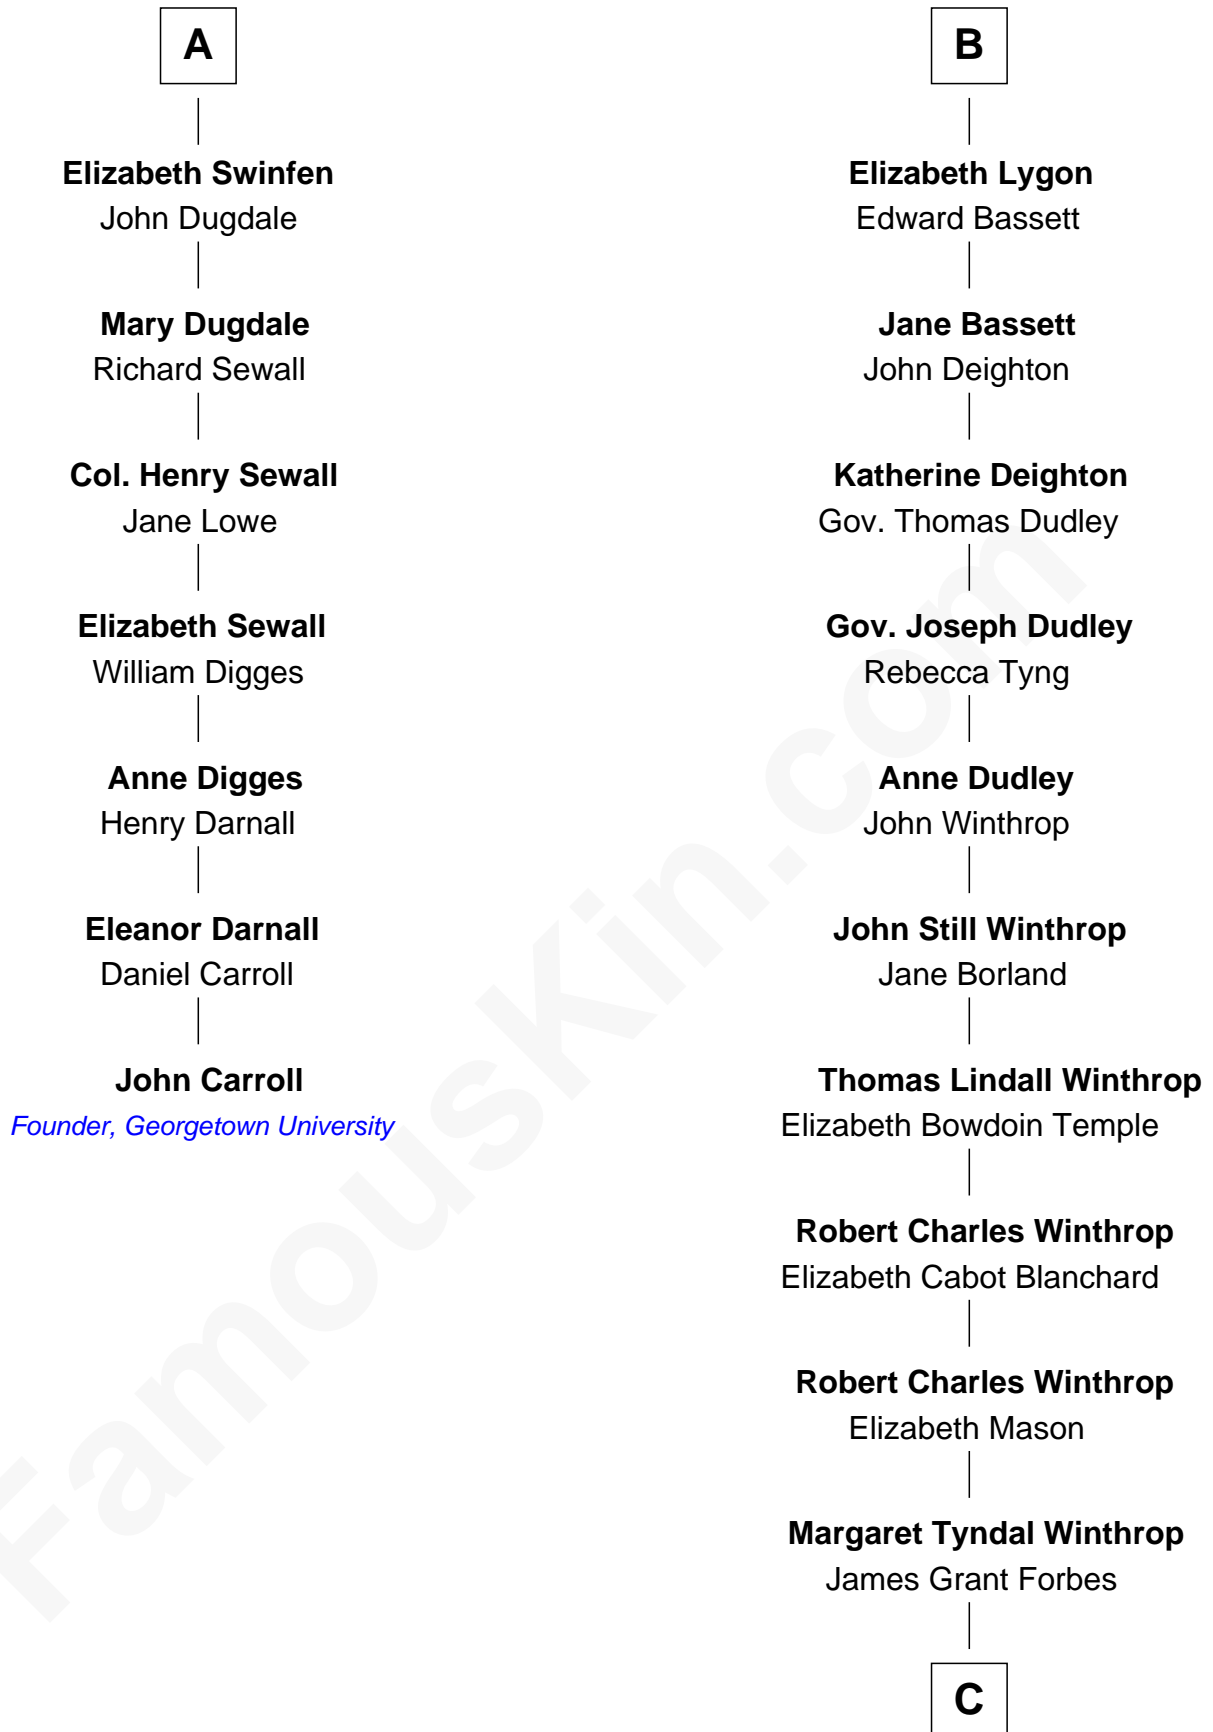 A
Elizabeth Swinfen
John Dugdale
Mary Dugdale
Richard Sewall
Col. Henry Sewall
Jane Lowe
Elizabeth Sewall
William Digges
Anne Digges
Henry Darnall
Eleanor Darnall
Daniel Carroll
John Carroll
Founder, Georgetown University
B
Elizabeth Lygon
Edward Bassett
Jane Bassett
John Deighton
Katherine Deighton
Gov. Thomas Dudley
Gov. Joseph Dudley
Rebecca Tyng
Anne Dudley
John Winthrop
John Still Winthrop
Jane Borland
Thomas Lindall Winthrop
Elizabeth Bowdoin Temple
Robert Charles Winthrop
Elizabeth Cabot Blanchard
Robert Charles Winthrop
Elizabeth Mason
Margaret Tyndal Winthrop
James Grant Forbes
C
FamousKin.com